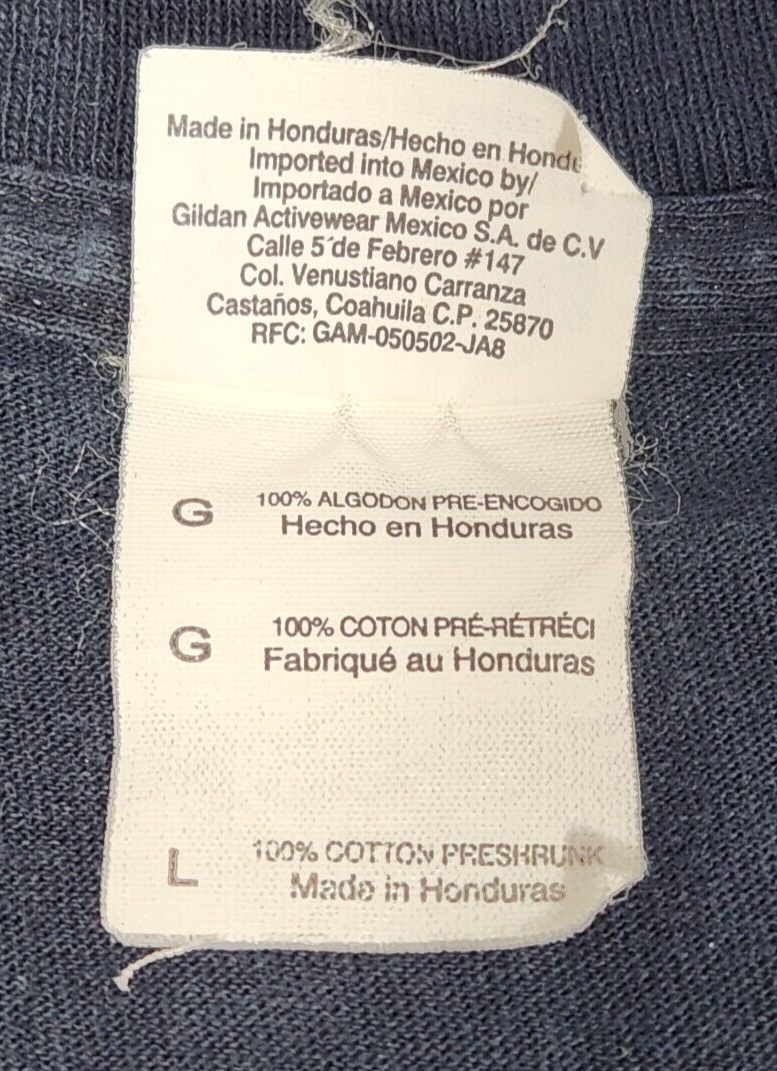 Made in Honduras/Hecho en Hondu
Imported into Mexico by/
Importado a Mexico por
Gildan Activewear Mexico S.A. de C.V
Calle 5 de Febrero #147
Col. Venustiano Carranza
Castaños, Coahuila C.P. 25870
RFC: GAM-050502-JA8
G 100% ALGODON PRE-ENCOGIDO
Hecho en Honduras
G 100% COTON PRÉ-RÉTRÉCI
Fabriqué au Honduras
L 100% COTTON PRESHRUNK
Made in Honduras